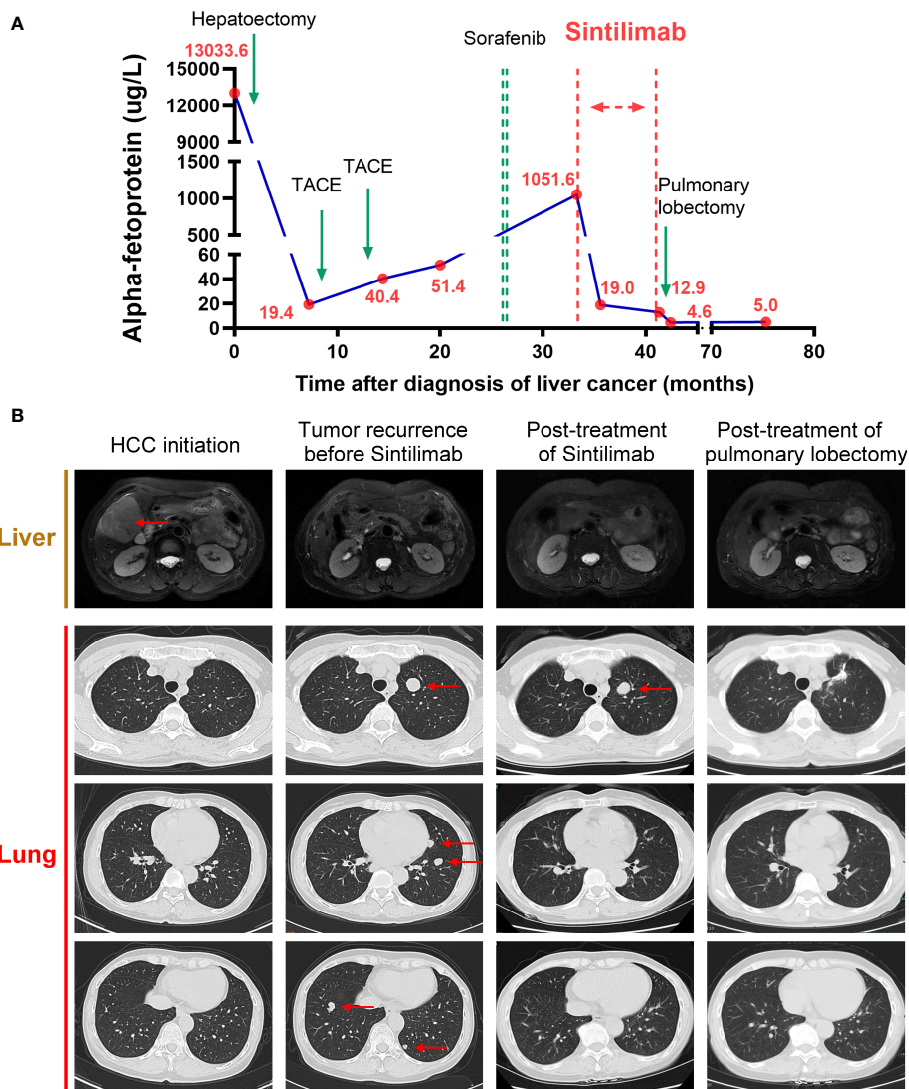 A
Hepatoectomy
Sorafenib
Sintilimab
13033.6
15000
12000
9000
1500
1000
500
60
40
20
0
Alpha-fetoprotein (ug/L)
TACE
TACE
1051.6
Pulmonary
lobectomy
19.4
40.4
51.4
19.0
12.9
4.6
5.0
0
10
20
30
40
70
80
Time after diagnosis of liver cancer (months)
B
HCC initiation
Tumor recurrence
before Sintilimab
Post-treatment
of Sintilimab
Post-treatment of
pulmonary lobectomy
Liver
Lung